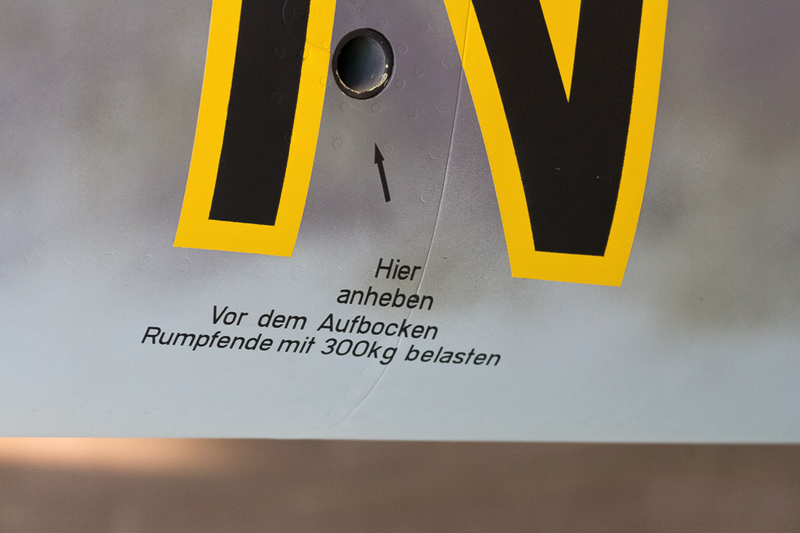 N
Hier
anheben
Vor dem Aufbocken
Rumpfende mit 300kg belasten